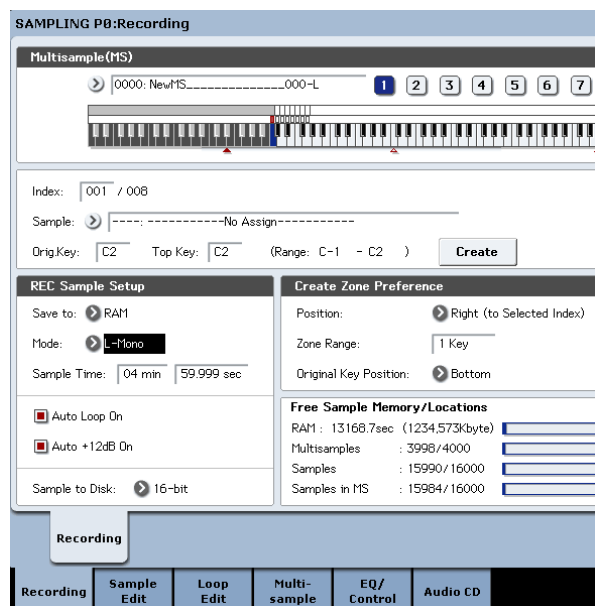 SAMPLING P0:Recording
Multisample(MS)
0000: NewMS______________000-L 1 2 3 4 5 6 7
Index: 001 / 008
Sample: ----: -----------No Assign-----------
Orig.Key: C2 Top Key: C2 (Range: C-1 - C2 ) Create
REC Sample Setup
Save to: RAM
Mode: L-Mono
Sample Time: 04 min 59.999 sec
Auto Loop On
Auto +12dB On
Sample to Disk: 16-bit
Create Zone Preference
Position: Right (to Selected Index)
Zone Range: 1 Key
Original Key Position: Bottom
Free Sample Memory/Locations
RAM : 13168.7sec (1234,573Kbyte)
Multisamples : 3998/4000
Samples : 15990/16000
Samples in MS : 15984/16000
Recording
Recording
Sample Edit
Loop Edit
Multi-sample
EQ/ Control
Audio CD